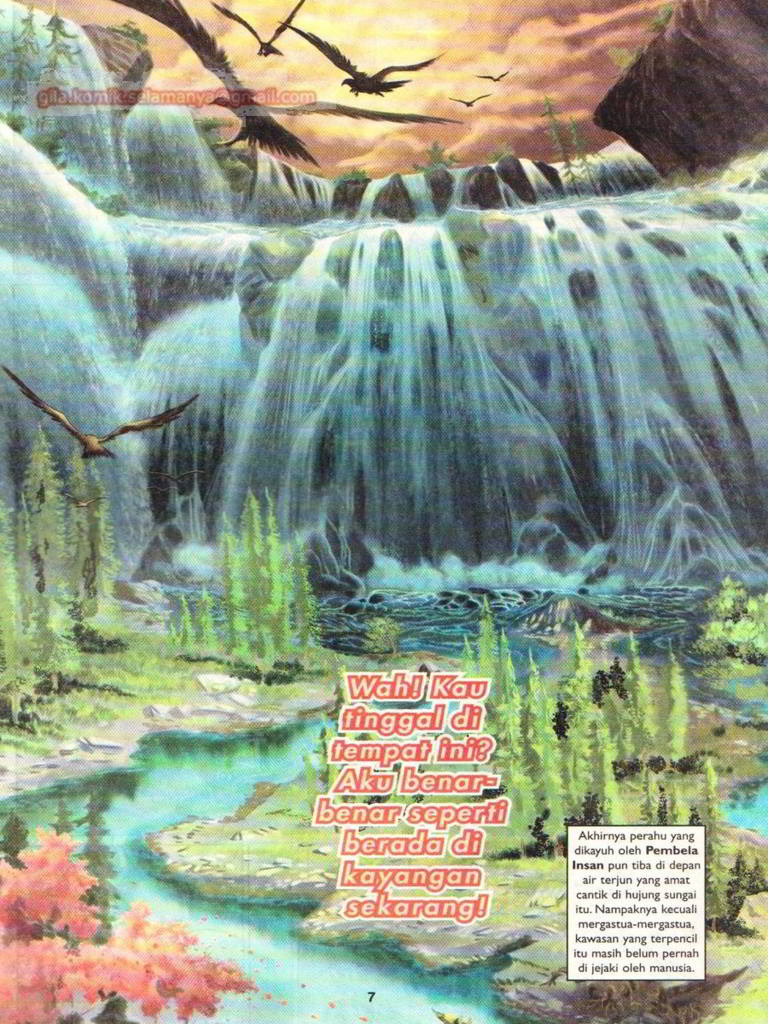 gila.komik.selamanya@gmail.com
Wah! Kau
tinggal di
tempat ini?
Aku benar-
benar seperti
berada di
kayangan
sekarang!
Akhirnya perahu yang
dikayuh oleh Pembela
Insan pun tiba di depan
air terjun yang amat
cantik di hujung sungai
itu. Nampaknya kecuali
mergastua-mergastua,
kawasan yang terpencil
itu masih belum pernah
di jejaki oleh manusia.
7